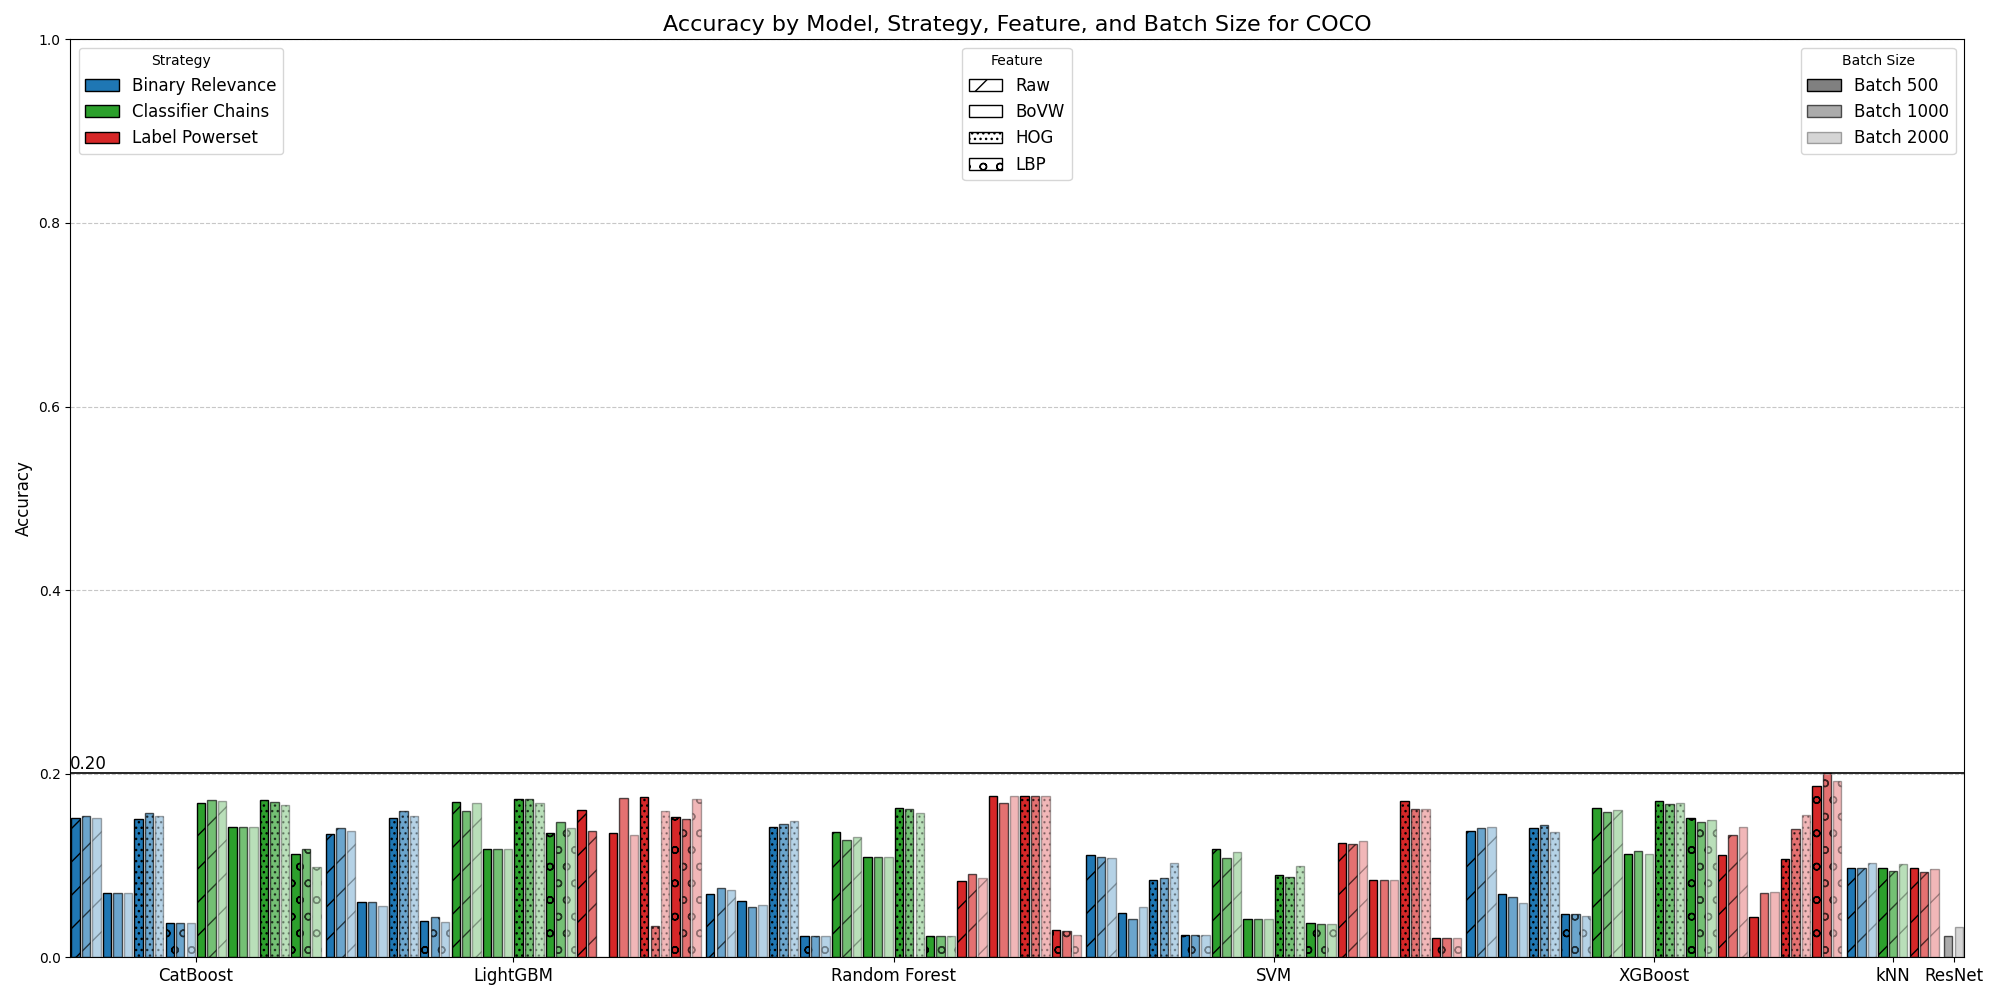 Accuracy by Model, Strategy, Feature, and Batch Size for COCO
Strategy
Binary Relevance
Classifier Chains
Label Powerset
Feature
Raw
BoVW
HOG
LBP
Batch Size
Batch 500
Batch 1000
Batch 2000
Accuracy
1.0
0.8
0.6
0.4
0.2
0.0
0.20
CatBoost
LightGBM
Random Forest
SVM
XGBoost
kNN
ResNet